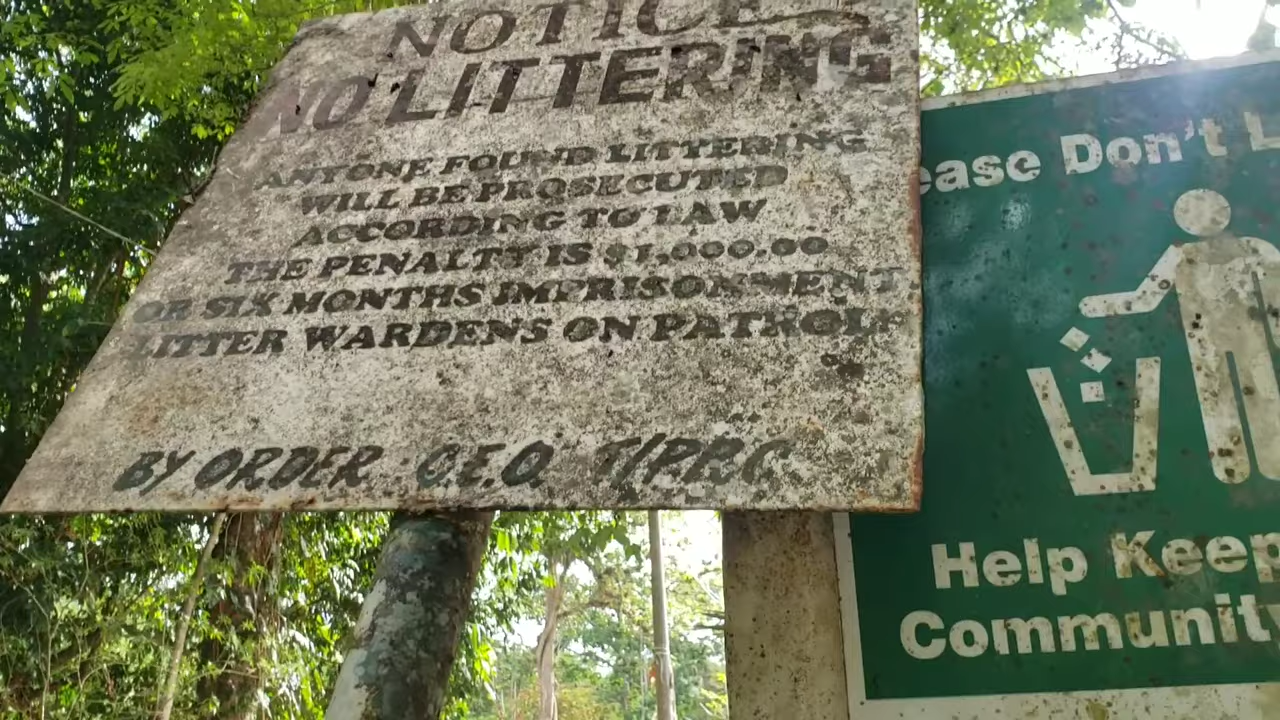 NOTICE
NO LITTERING
ANYONE FOUND LITTERING
WILL BE PROSECUTED
ACCORDING TO LAW
THE PENALTY IS $1,000.00
OR SIX MONTHS IMPRISONMENT
LITTER WARDENS ON PATROL
BY ORDER C.E.O. T/PRC
ease Don't L
Help Keep
Community